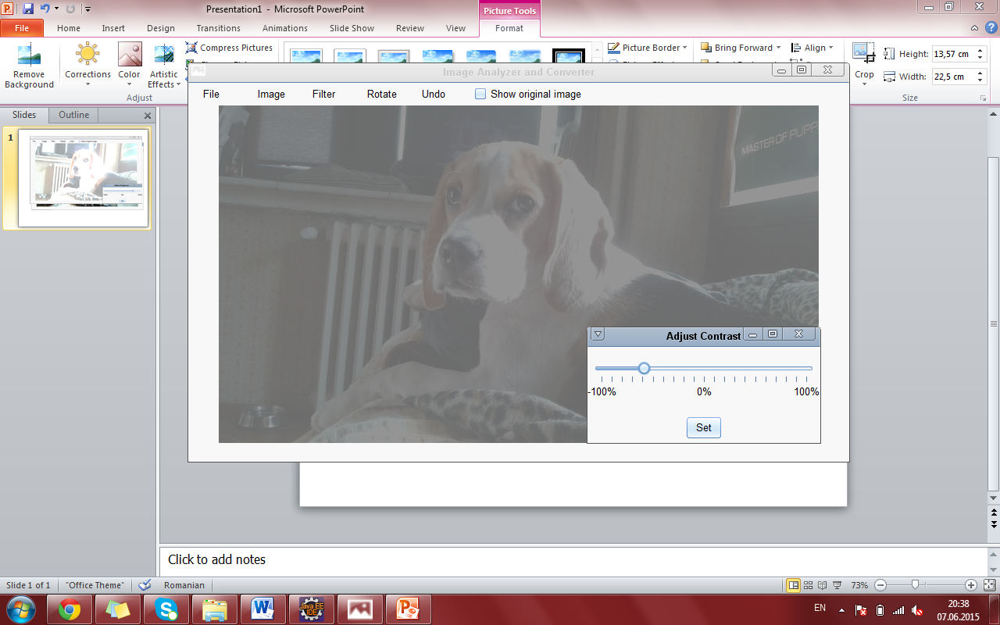 Presentation1 - Microsoft PowerPoint
Picture Tools
File Home Insert Design Transitions Animations Slide Show Review View Format
Remove Background
Corrections
Color
Artistic Effects
Compress Pictures
Adjust
Picture Border
Bring Forward
Align
Crop
Height: 13,57 cm
Width: 22,5 cm
Size
Slides Outline
1
Image Analyzer and Converter
File Image Filter Rotate Undo Show original image
MASTER OF PUPP
Adjust Contrast
-100% 0% 100%
Set
Click to add notes
Slide 1 of 1 "Office Theme" Romanian 73%
Java EE
IDE
EN
20:38
07.06.2015